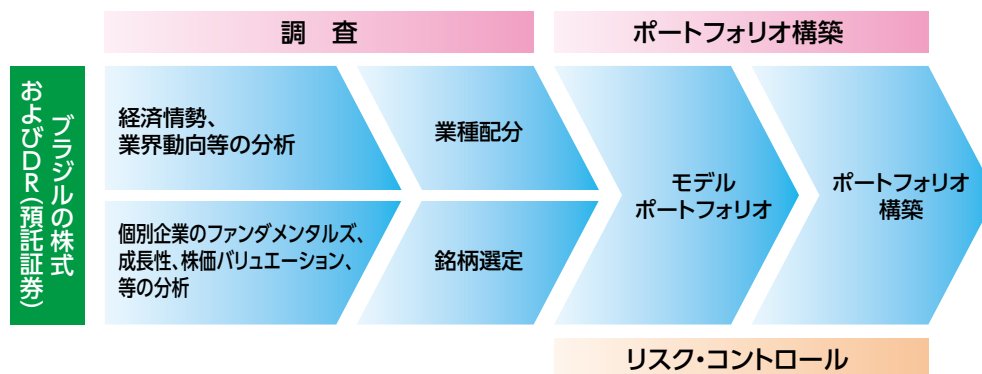 調 査
ポートフォリオ構築
ブラジルの株式
およびDR(預託証券)
経済情勢、
業界動向等の分析
業種配分
個別企業のファンダメンタルズ、
成長性、株価バリュエーション、
等の分析
銘柄選定
モデル
ポートフォリオ
ポートフォリオ
構築
リスク・コントロール